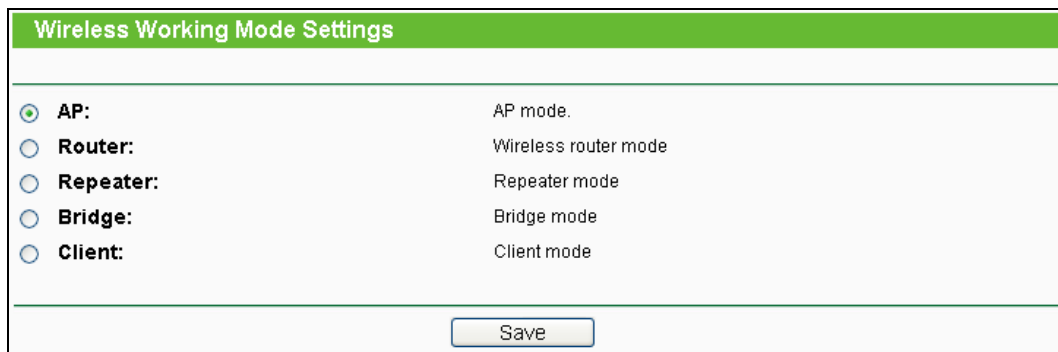 Wireless Working Mode Settings
AP: AP mode.
Router: Wireless router mode
Repeater: Repeater mode
Bridge: Bridge mode
Client: Client mode
Save